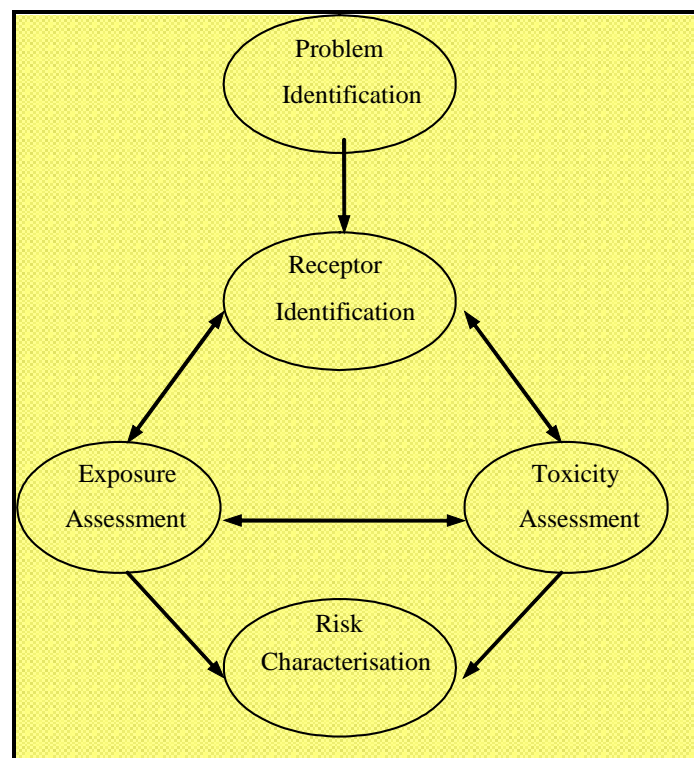 Problem
Identification
Receptor
Identification
Exposure
Assessment
Toxicity
Assessment
Risk
Characterisation